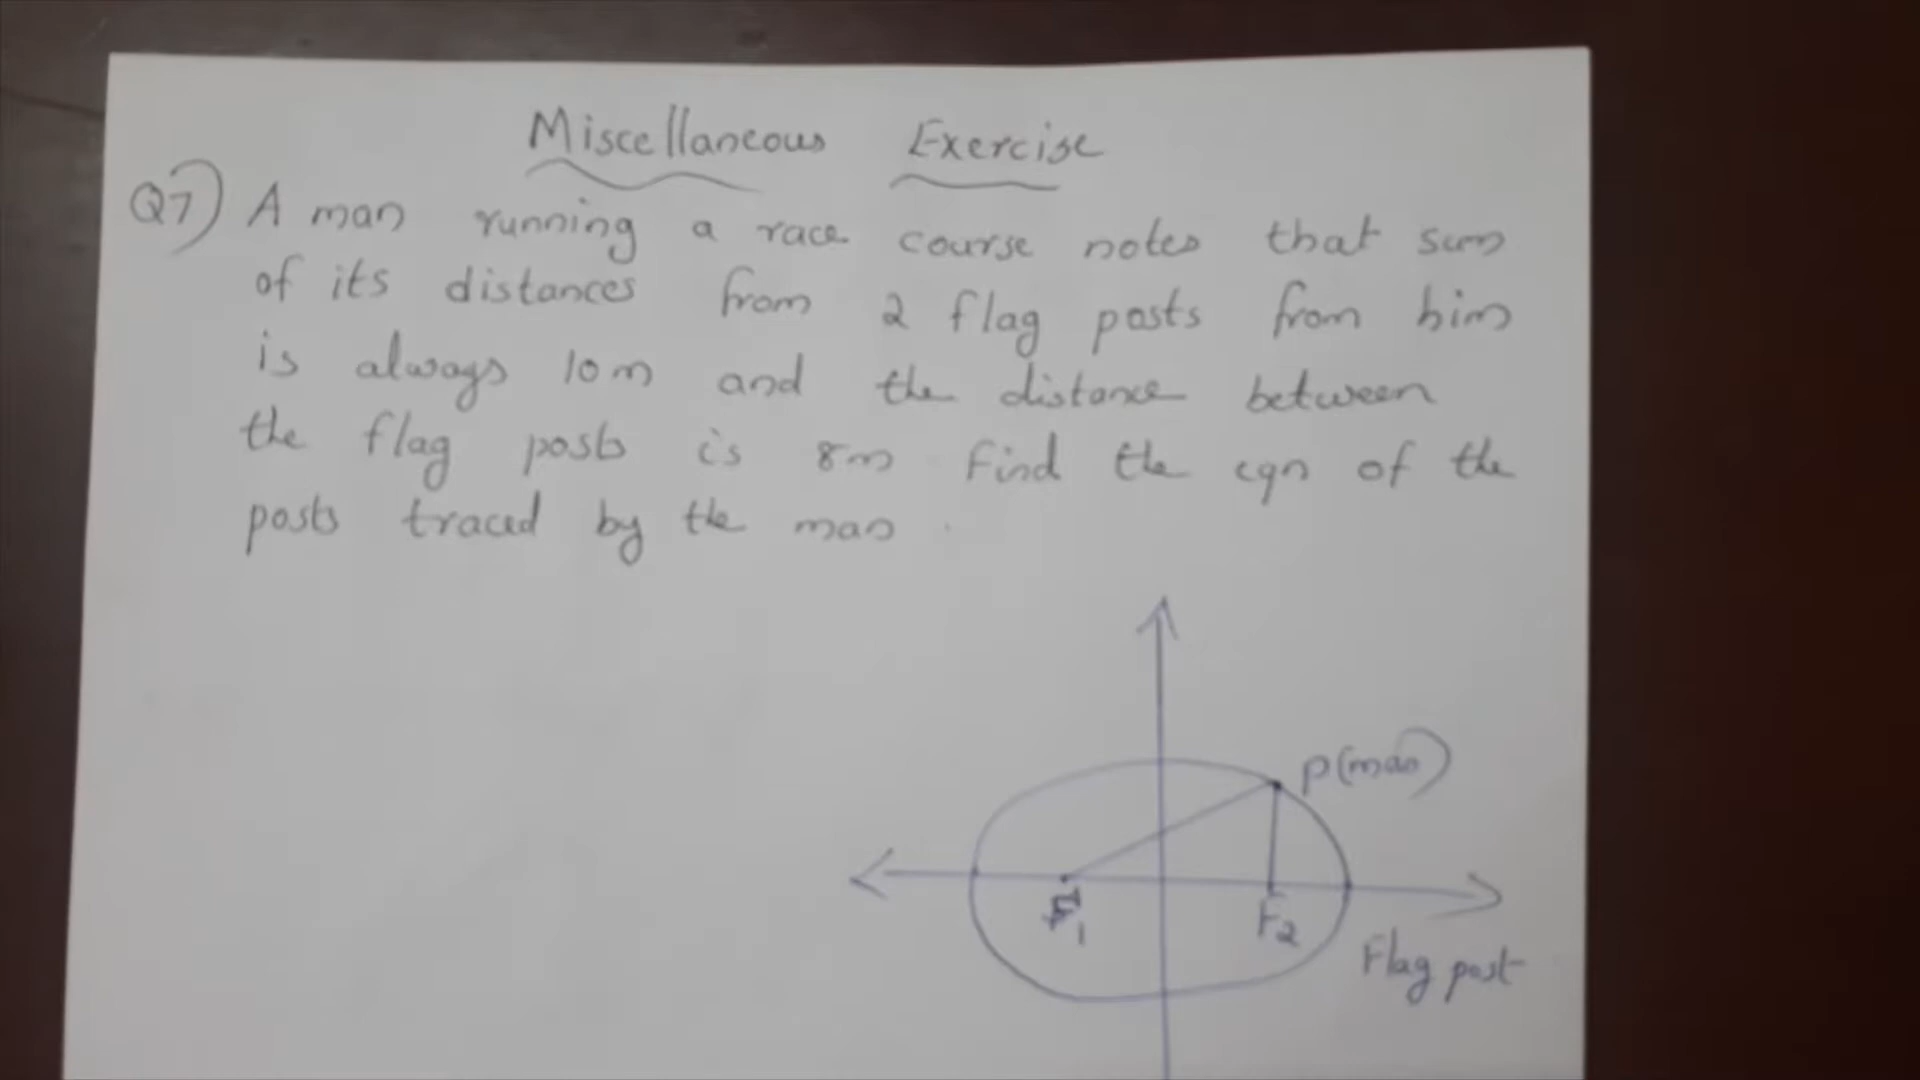 Miscellaneous Exercise
Q7) A man running a race course notes that sum
of its distances from 2 flag posts from him
is always 10m and the distance between
the flag posts is 8m Find the eqn of the
posts traced by the man.
P(man)
F1
F2
Flag post